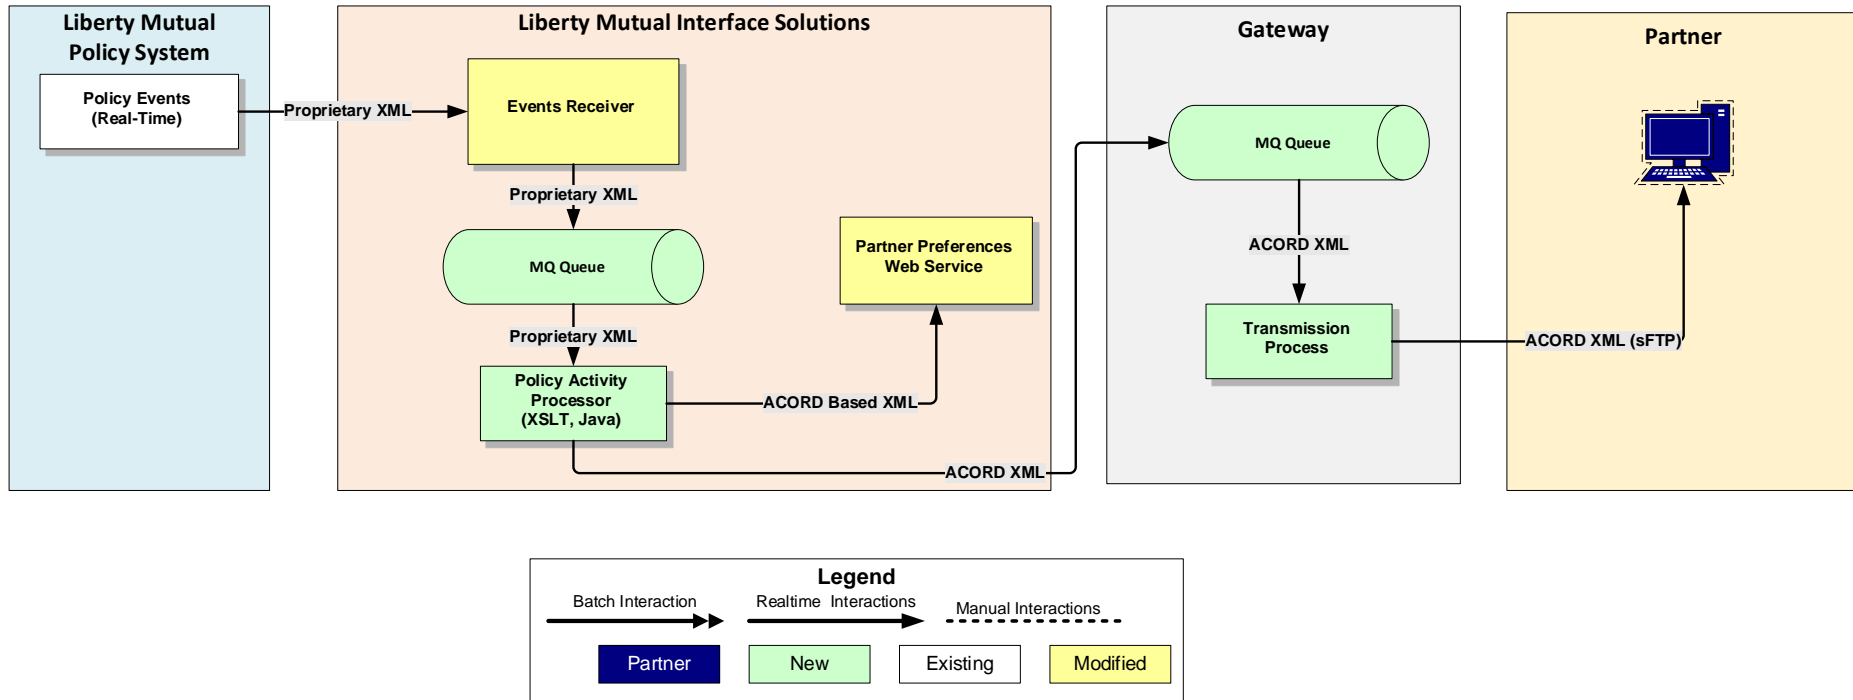 Liberty Mutual
Policy System
Policy Events
(Real-Time)
Proprietary XML
Liberty Mutual Interface Solutions
Events Receiver
Proprietary XML
MQ Queue
Proprietary XML
Policy Activity
Processor
(XSLT, Java)
ACORD Based XML
Partner Preferences
Web Service
ACORD XML
Gateway
MQ Queue
ACORD XML
Transmission
Process
ACORD XML (sFTP)
Partner
Legend
Batch Interaction
Realtime Interactions
Manual Interactions
Partner
New
Existing
Modified